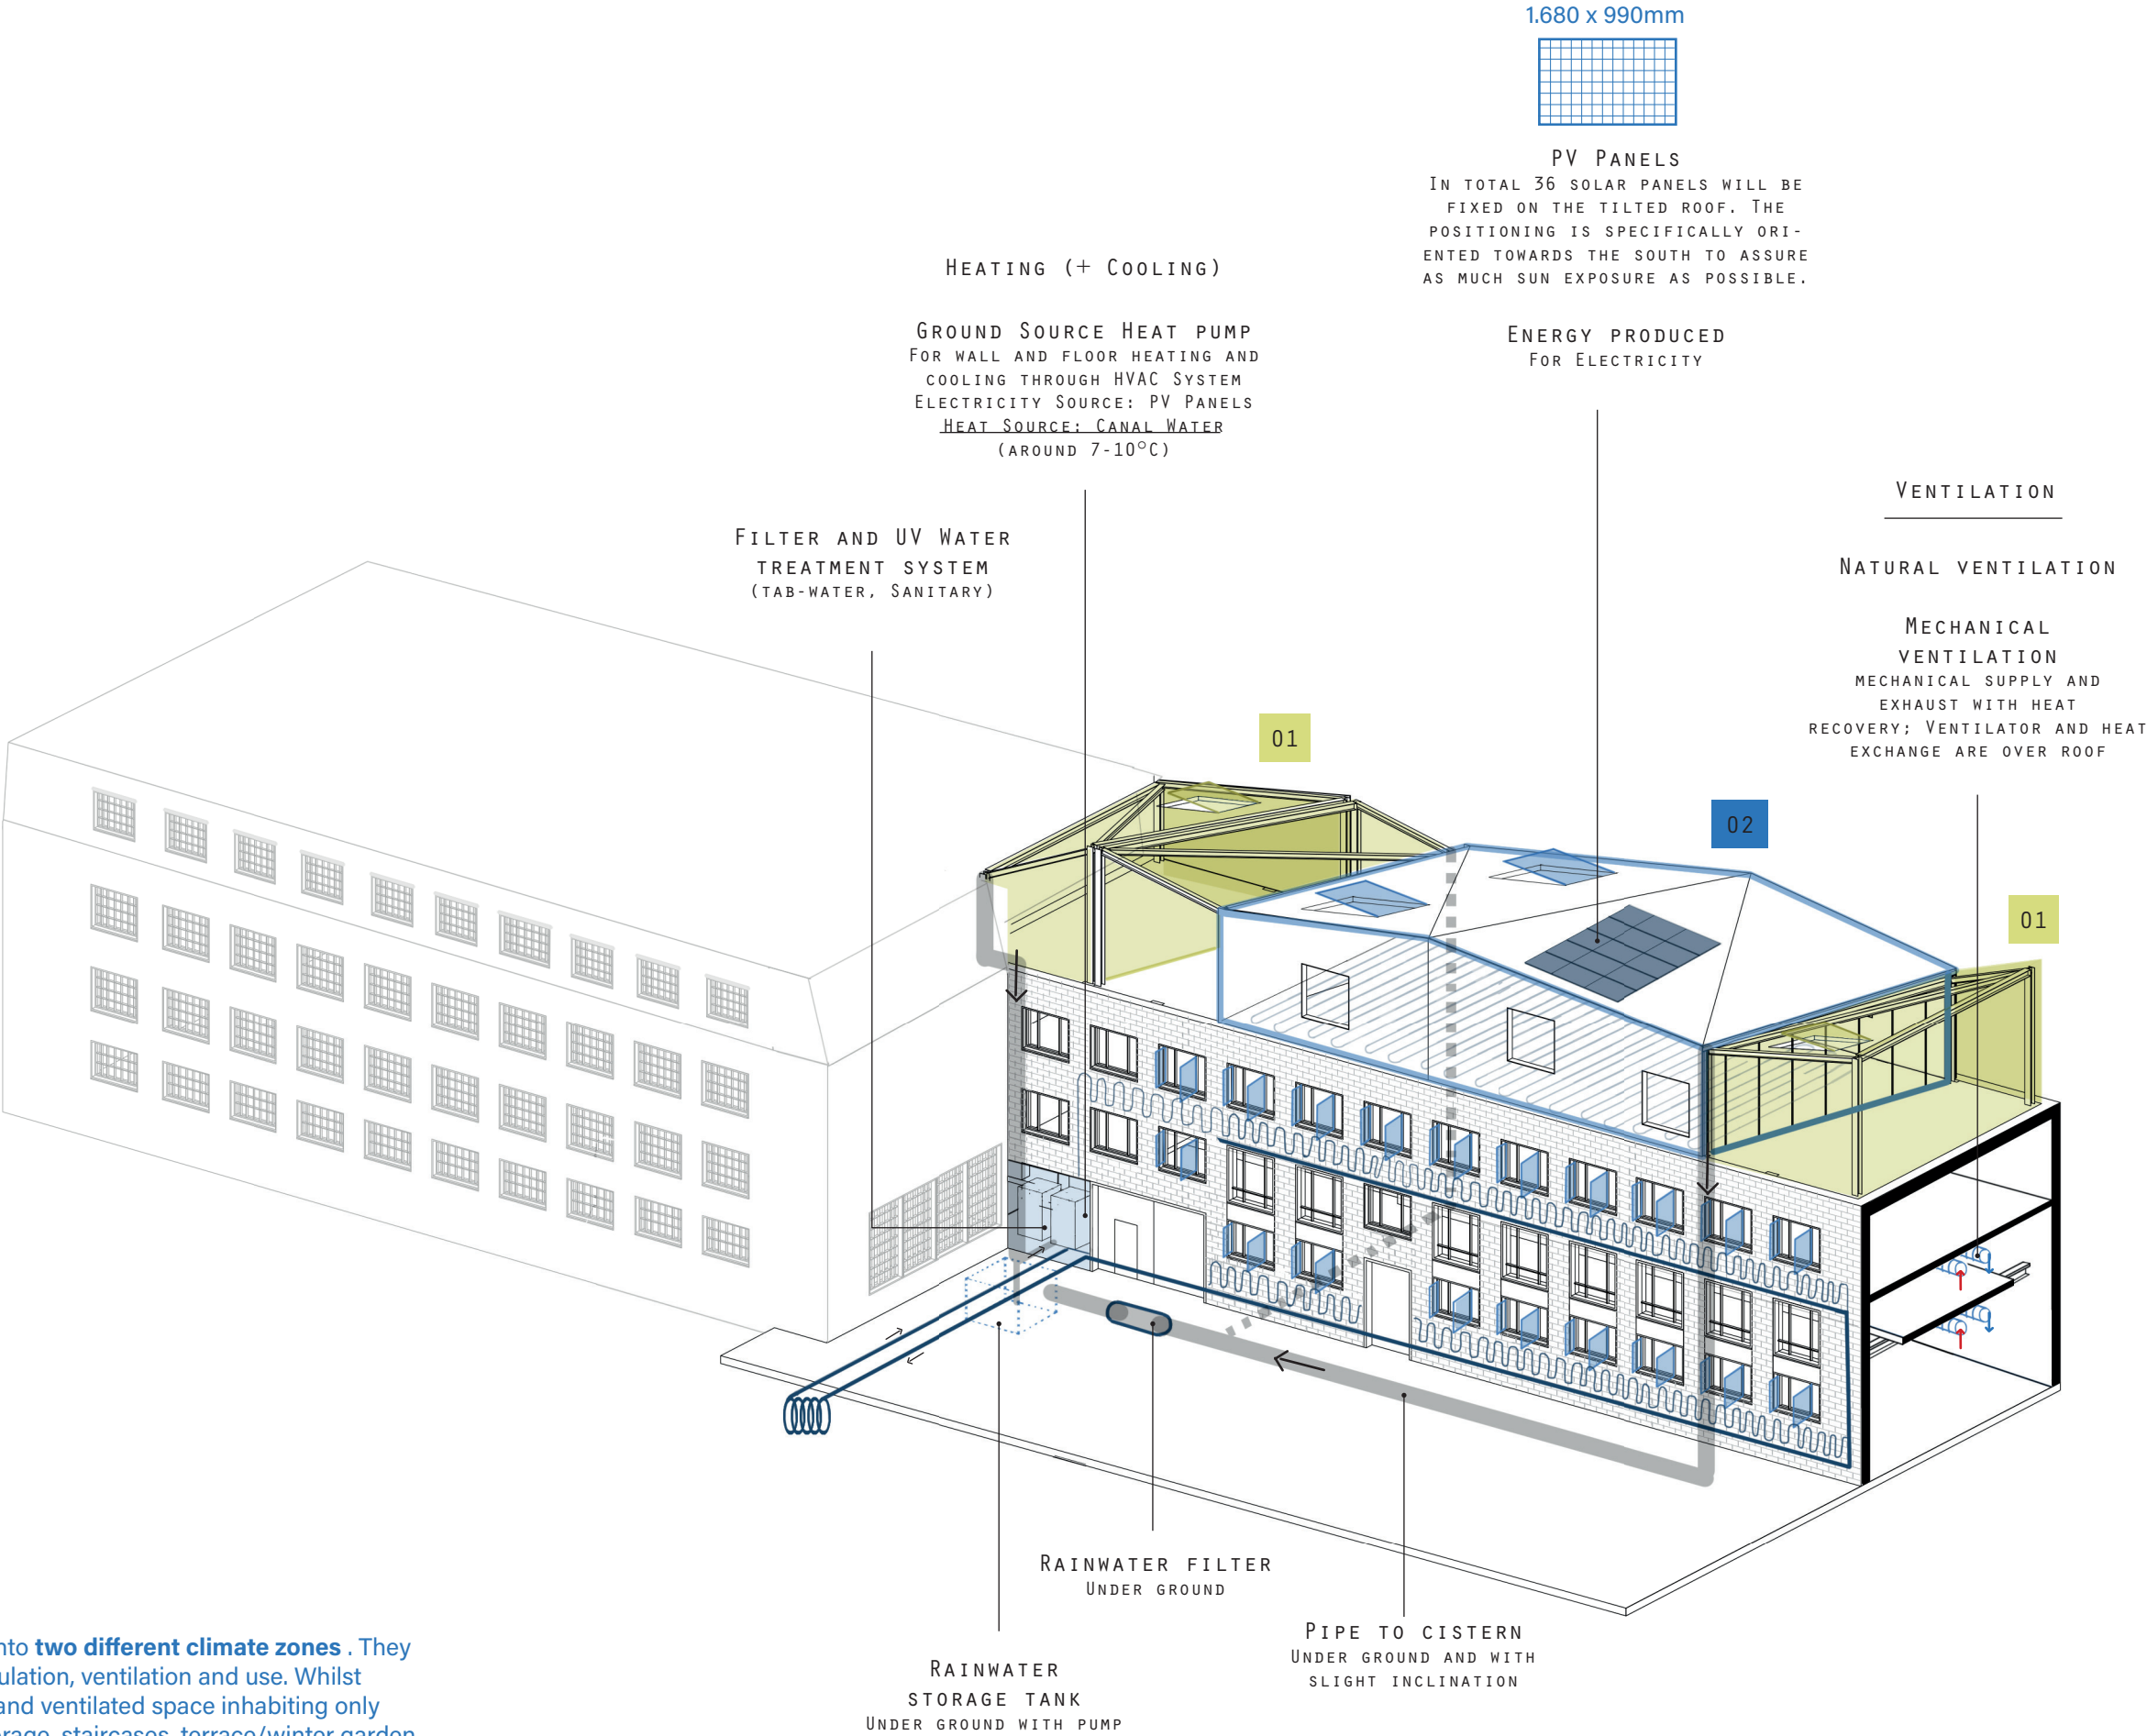 1.680 x 990mm
PV Panels
In total 36 solar panels will be
fixed on the tilted roof. The
positioning is specifically ori-
ented towards the south to assure
as much sun exposure as possible.
Energy produced
For Electricity
Heating (+ Cooling)
Ground Source Heat pump
For wall and floor heating and
cooling through HVAC System
Electricity Source: PV Panels
Heat Source: Canal Water
(around 7-10°C)
Ventilation
Natural ventilation
Mechanical
ventilation
mechanical supply and
exhaust with heat
recovery; Ventilator and heat
exchange are over roof
Filter and UV Water
treatment system
(tab-water, Sanitary)
01
02
01
Rainwater filter
Under ground
Pipe to cistern
Under ground and with
slight inclination
Rainwater
storage tank
Under ground with pump
nto two different climate zones . They
ulation, ventilation and use. Whilst
and ventilated space inhabiting only
rage, staircases, terrace/winter garden